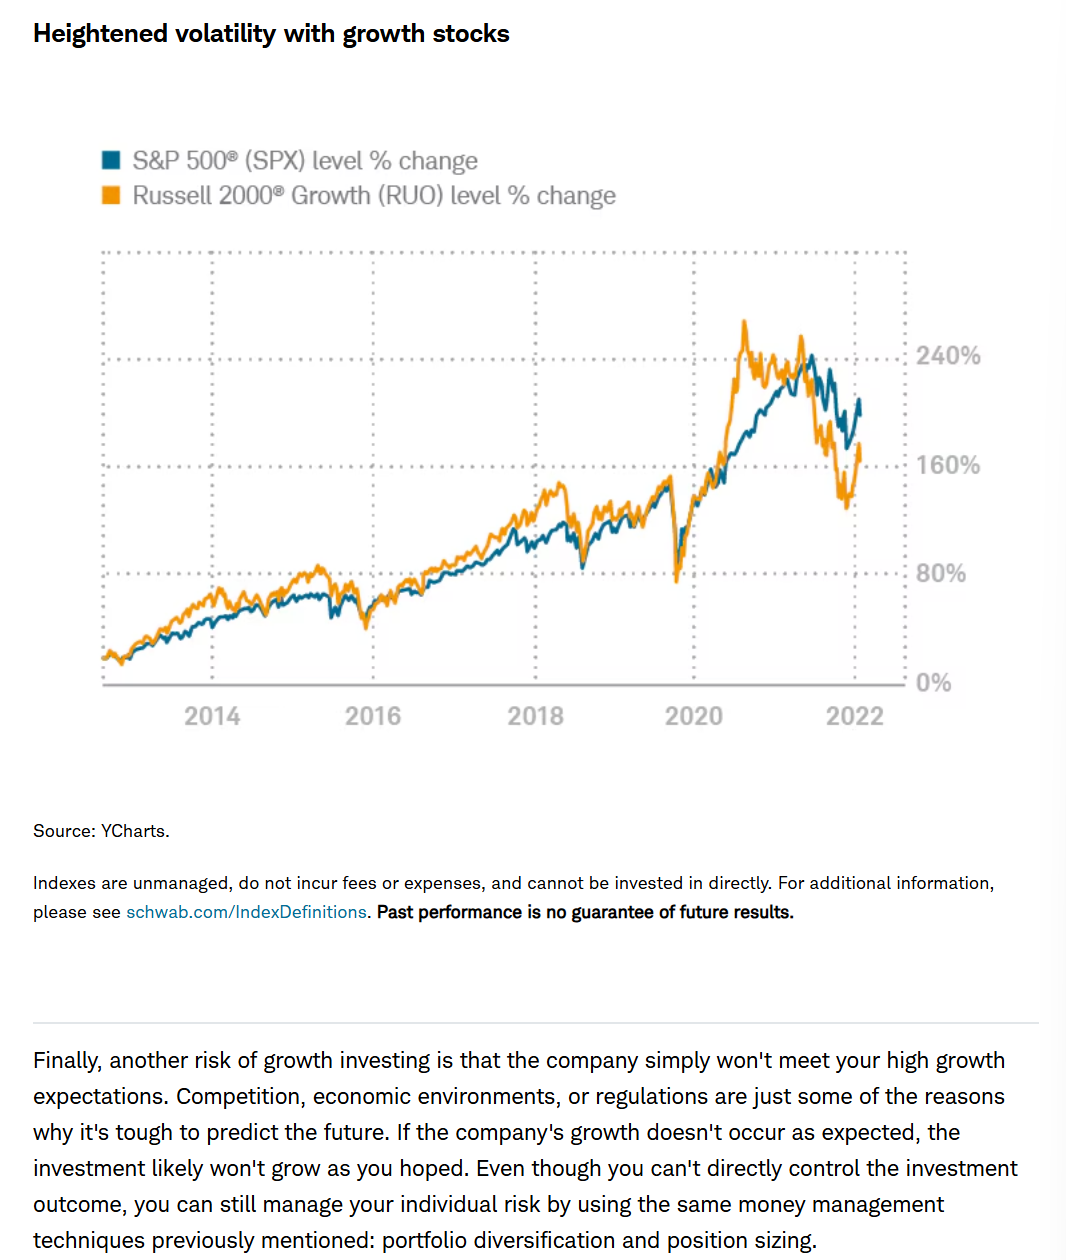 Heightened volatility with growth stocks
S&P 500® (SPX) level % change
Russell 2000® Growth (RUO) level % change
240%
160%
80%
0%
2014 2016 2018 2020 2022
Source: YCharts.
Indexes are unmanaged, do not incur fees or expenses, and cannot be invested in directly. For additional information,
please see schwab.com/IndexDefinitions. Past performance is no guarantee of future results.
Finally, another risk of growth investing is that the company simply won't meet your high growth
expectations. Competition, economic environments, or regulations are just some of the reasons
why it's tough to predict the future. If the company's growth doesn't occur as expected, the
investment likely won't grow as you hoped. Even though you can't directly control the investment
outcome, you can still manage your individual risk by using the same money management
techniques previously mentioned: portfolio diversification and position sizing.